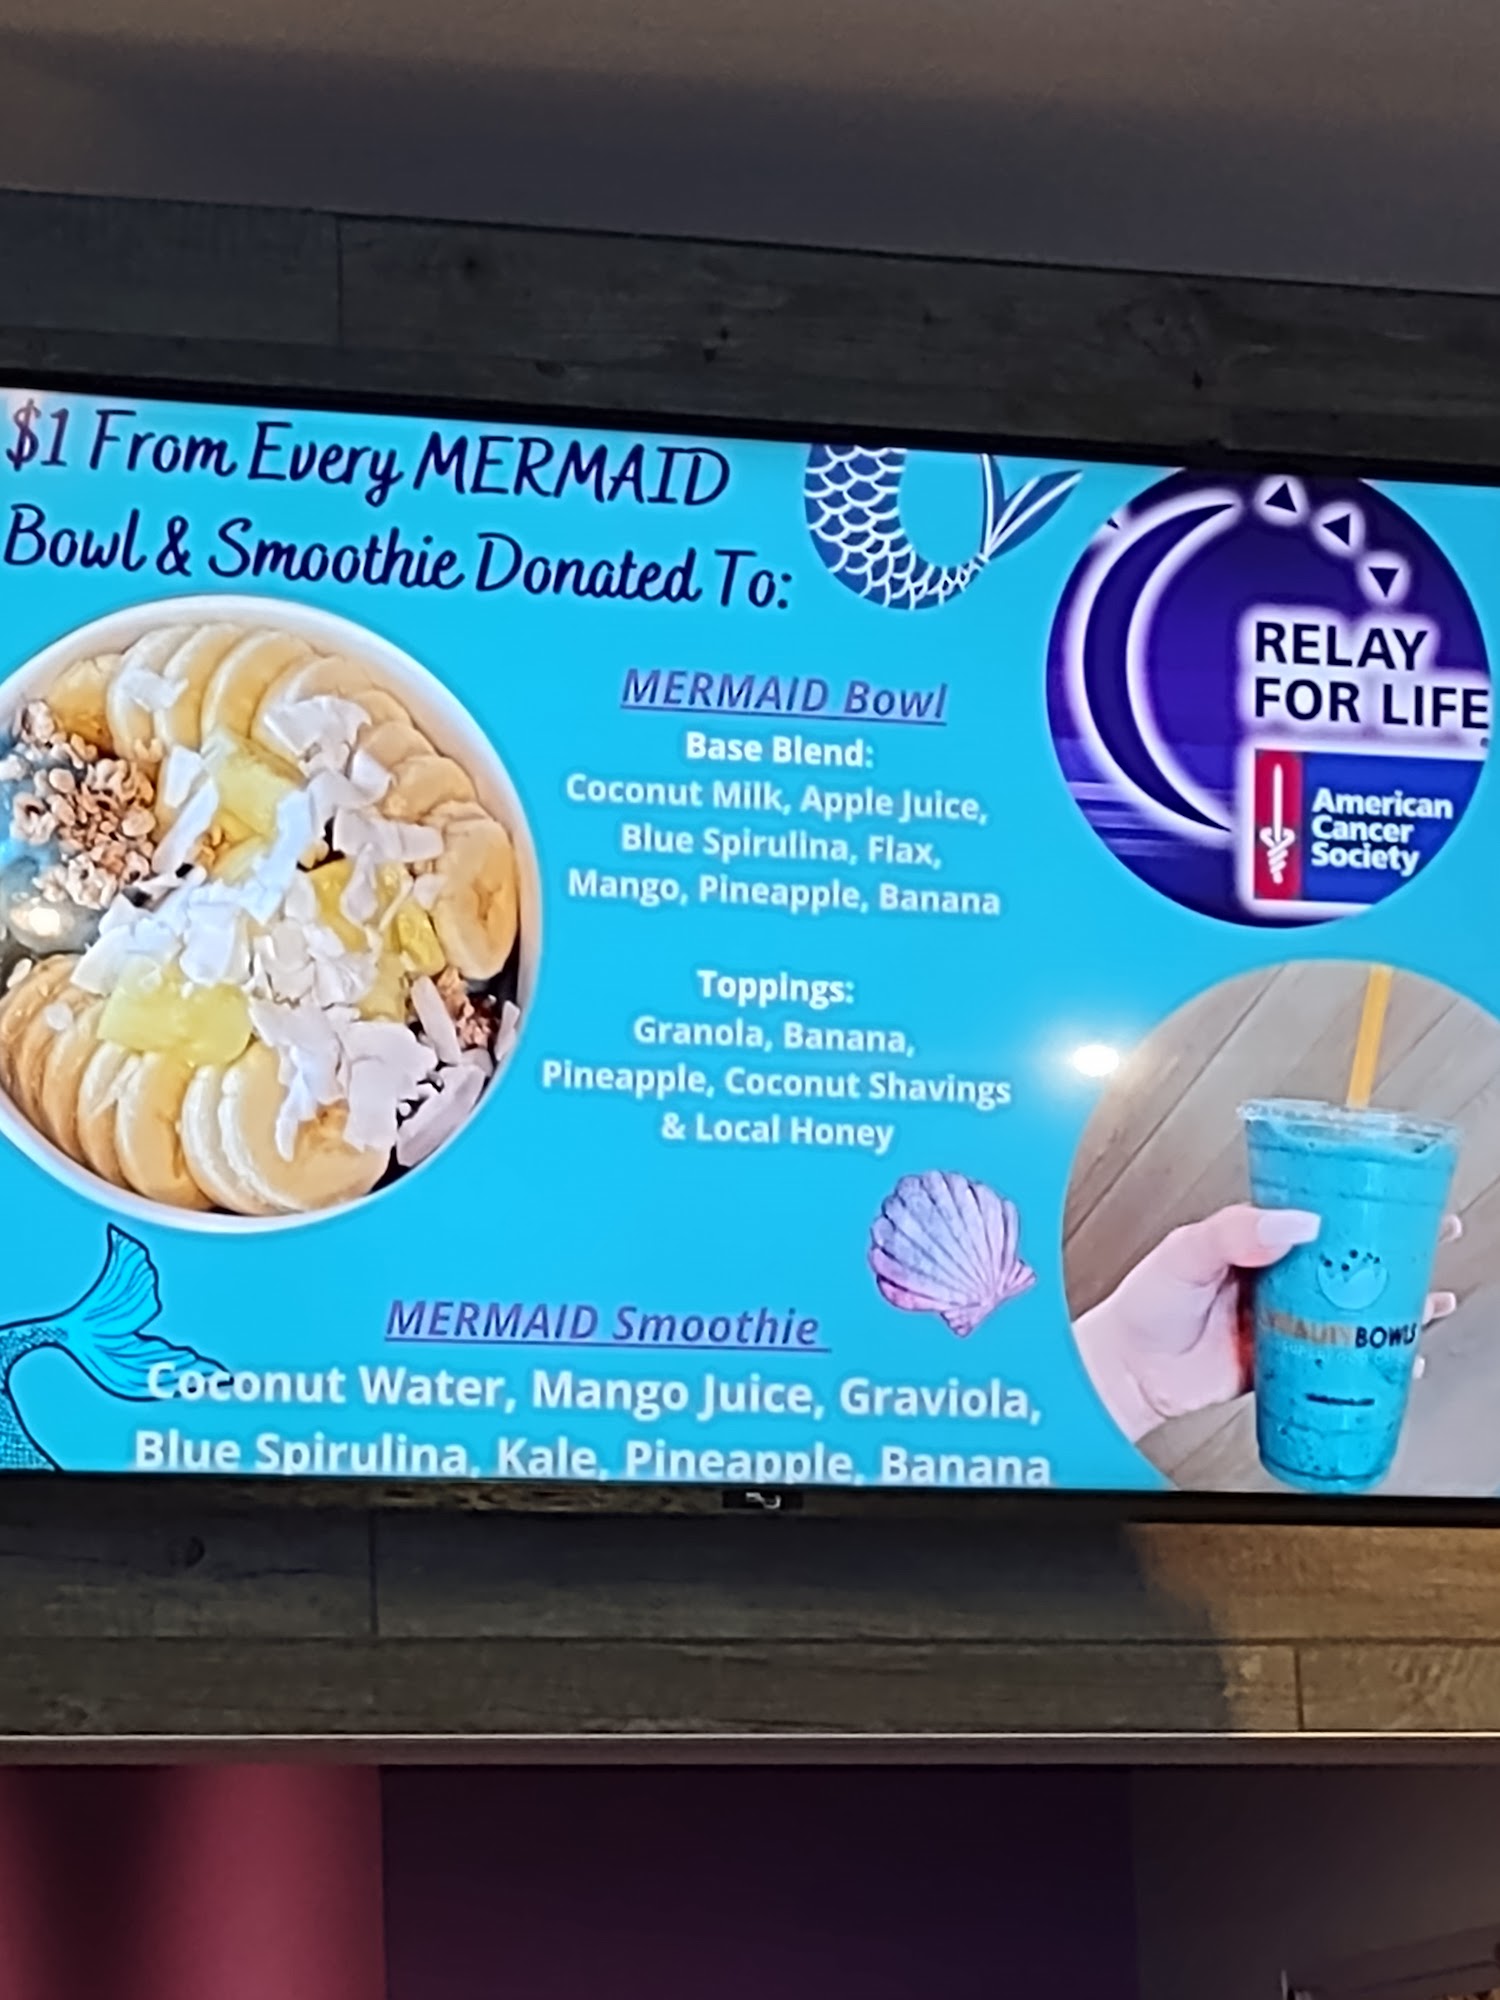 $1 From Every MERMAID
Bowl & Smoothie Donated To:
RELAY
FOR LIFE
American
Cancer
Society
MERMAID Bowl
Base Blend:
Coconut Milk, Apple Juice,
Blue Spirulina, Flax,
Mango, Pineapple, Banana
Toppings:
Granola, Banana,
Pineapple, Coconut Shavings
& Local Honey
MERMAID Smoothie
Coconut Water, Mango Juice, Graviola,
Blue Spirulina, Kale, Pineapple, Banana
BOWLS